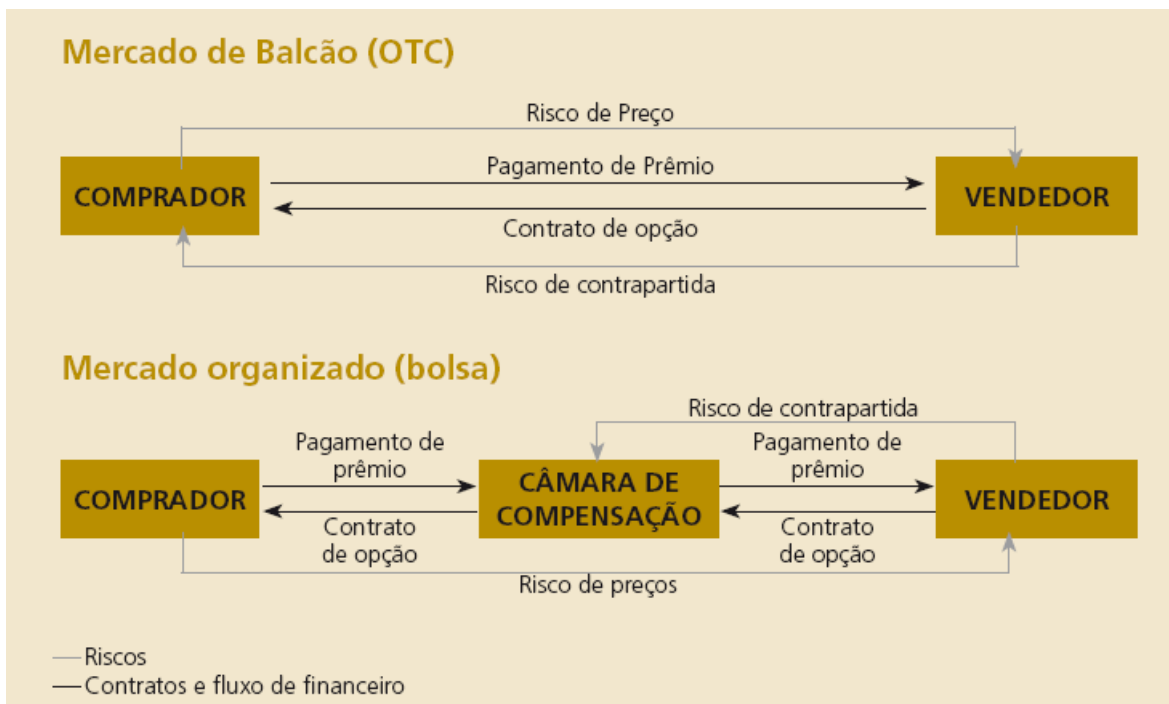 Mercado de Balcão (OTC)
Risco de Preço
Pagamento de Prêmio
COMPRADOR
VENDEDOR
Contrato de opção
Risco de contrapartida
Mercado organizado (bolsa)
Risco de contrapartida
Pagamento de
prêmio
Pagamento de
prêmio
COMPRADOR
CÂMARA DE
COMPENSAÇÃO
VENDEDOR
Contrato
de opção
Contrato
de opção
Risco de preços
Riscos
Contratos e fluxo de financeiro